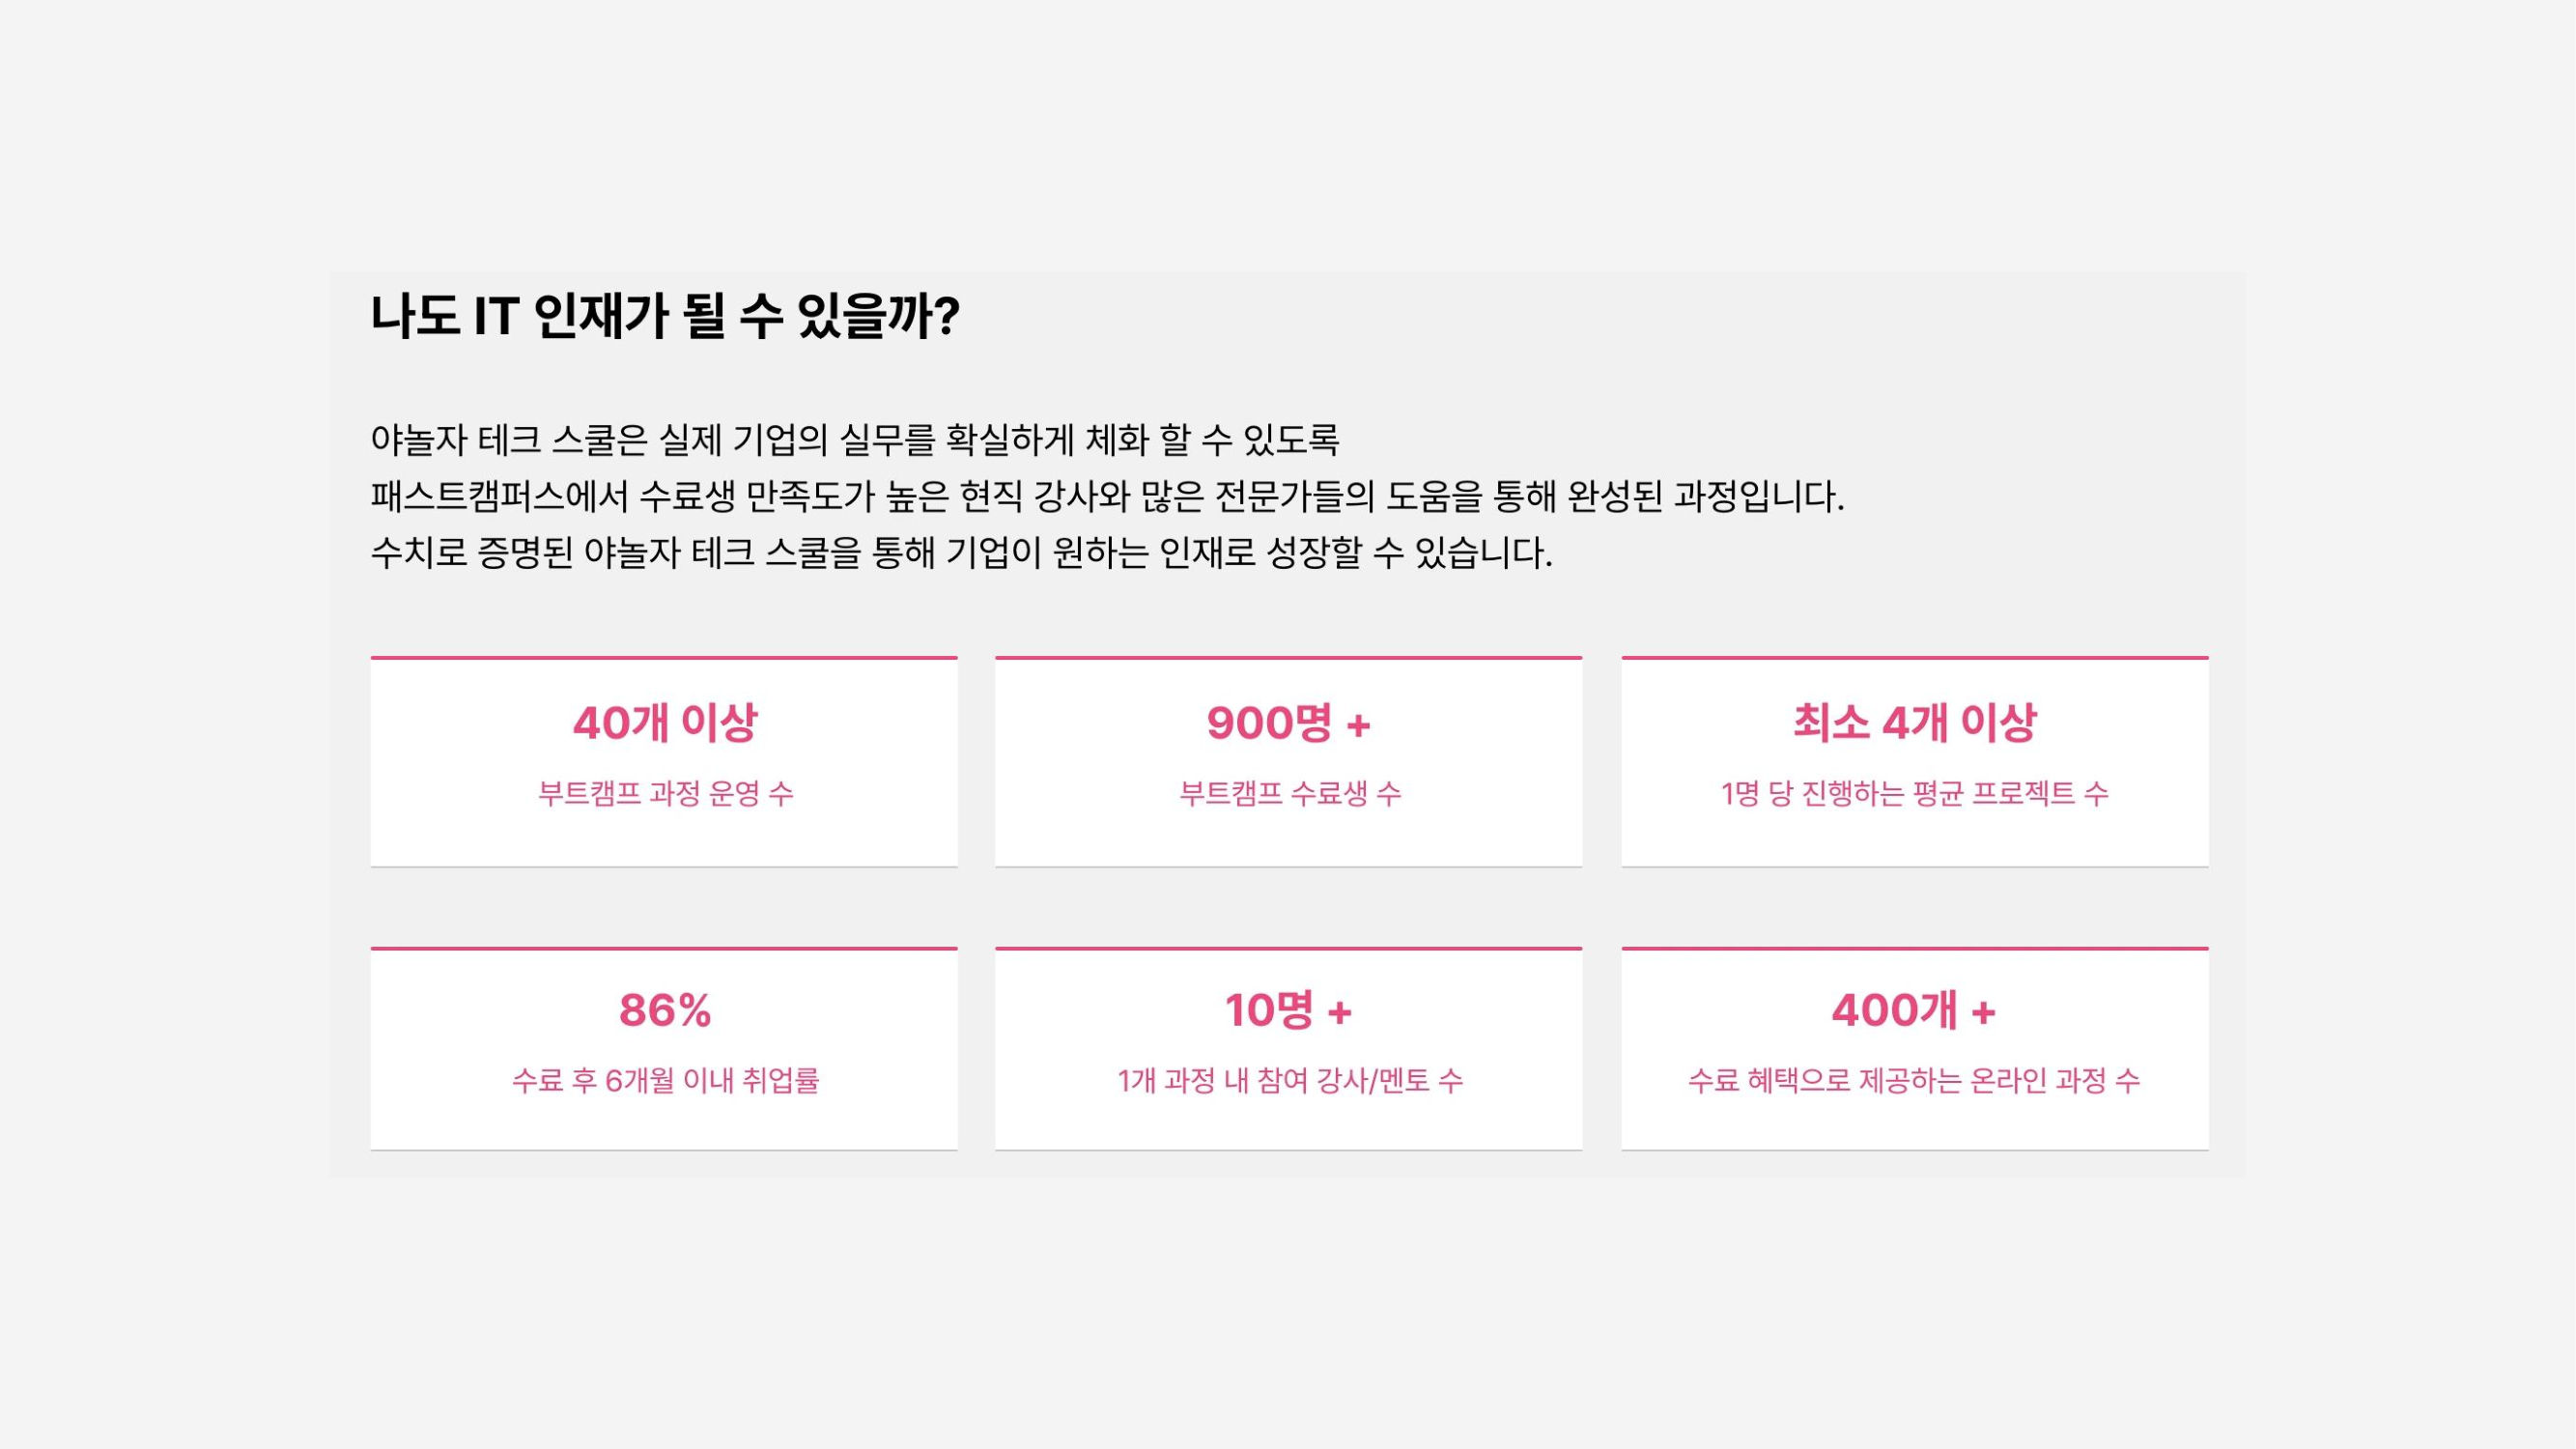 나도 IT 인재가 될 수 있을까?
야놀자 테크 스쿨은 실제 기업의 실무를 확실하게 체화 할 수 있도록
패스트캠퍼스에서 수료생 만족도가 높은 현직 강사와 많은 전문가들의 도움을 통해 완성된 과정입니다.
수치로 증명된 야놀자 테크 스쿨을 통해 기업이 원하는 인재로 성장할 수 있습니다.
40개 이상
부트캠프 과정 운영 수
900명 +
부트캠프 수료생 수
최소 4개 이상
1명 당 진행하는 평균 프로젝트 수
86%
수료 후 6개월 이내 취업률
10명 +
1개 과정 내 참여 강사/멘토 수
400개 +
수료 혜택으로 제공하는 온라인 과정 수